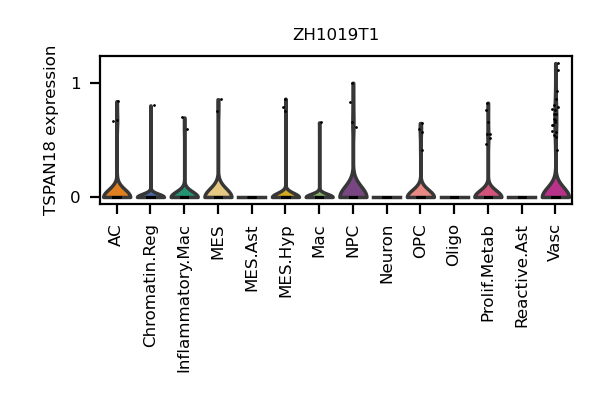 ZH1019T1
TSPAN18 expression
1
0
AC
Chromatin.Reg
Inflammatory.Mac
MES
MES.Ast
MES.Hyp
Mac
NPC
Neuron
OPC
Oligo
Prolif.Metab
Reactive.Ast
Vasc